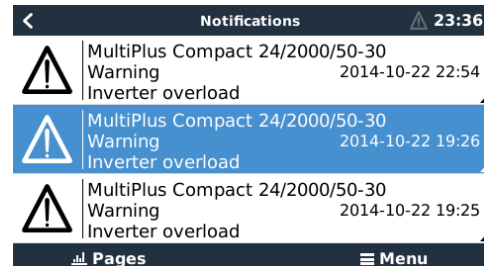 Notifications 23:36
MultiPlus Compact 24/2000/50-30
Warning 2014-10-22 22:54
Inverter overload
MultiPlus Compact 24/2000/50-30
Warning 2014-10-22 19:26
Inverter overload
MultiPlus Compact 24/2000/50-30
Warning 2014-10-22 19:25
Inverter overload
Pages Menu